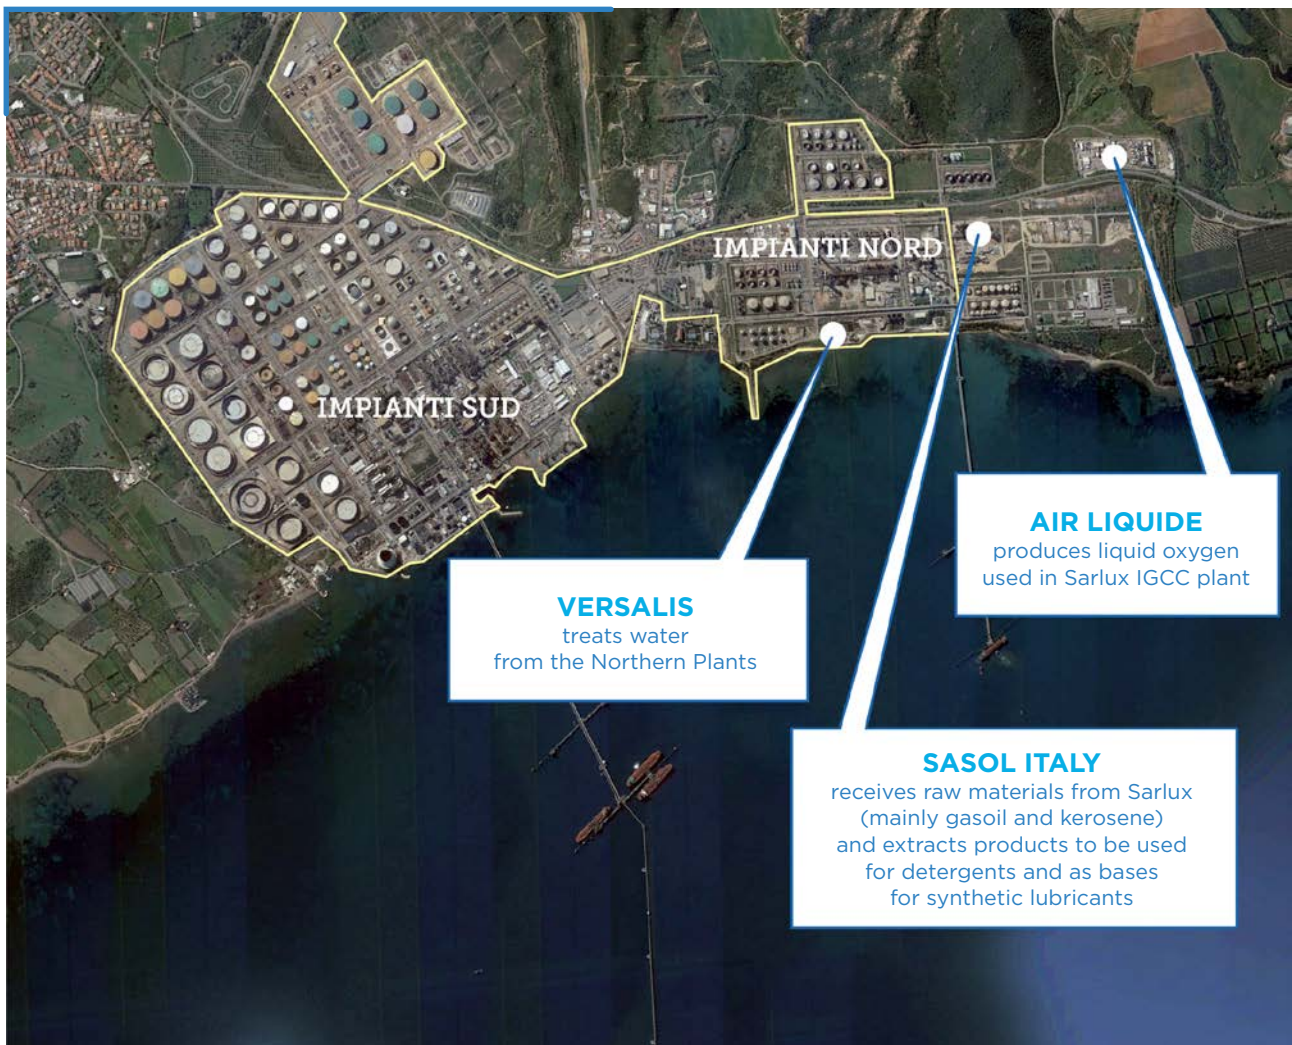 IMPIANTI NORD
IMPIANTI SUD
AIR LIQUIDE
produces liquid oxygen
used in Sarlux IGCC plant
VERSALIS
treats water
from the Northern Plants
SASOL ITALY
receives raw materials from Sarlux
(mainly gasoil and kerosene)
and extracts products to be used
for detergents and as bases
for synthetic lubricants